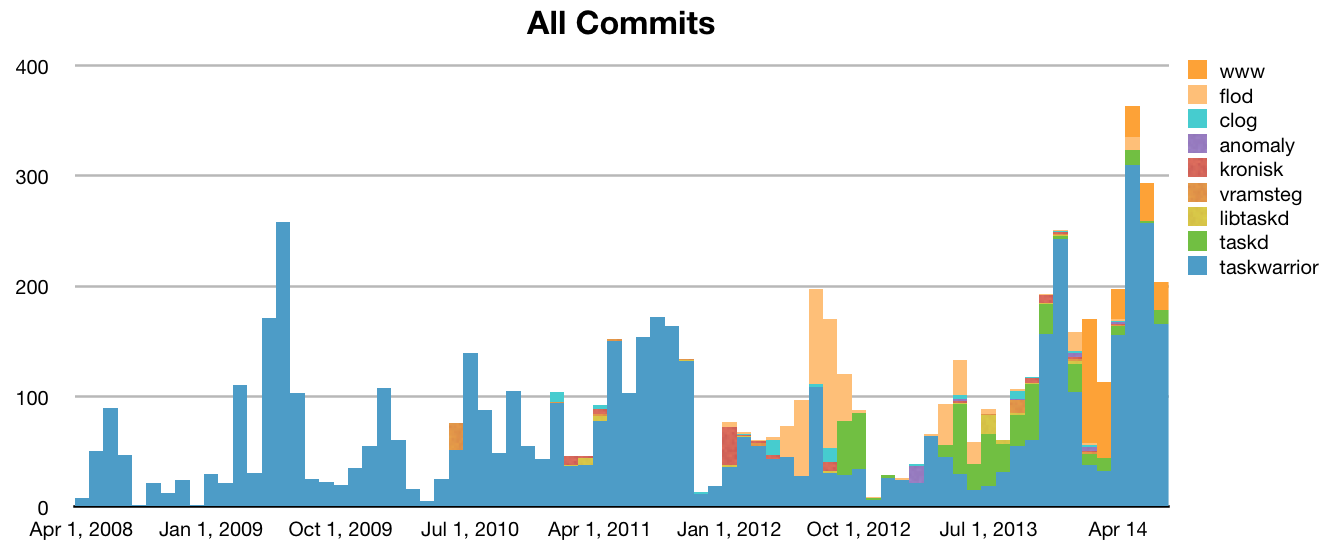 All Commits
400
300
200
100
0
Apr 1, 2008 Jan 1, 2009 Oct 1, 2009 Jul 1, 2010 Apr 1, 2011 Jan 1, 2012 Oct 1, 2012 Jul 1, 2013 Apr 14
www
flod
clog
anomaly
kronisk
vramsteg
libtaskd
taskd
taskwarrior